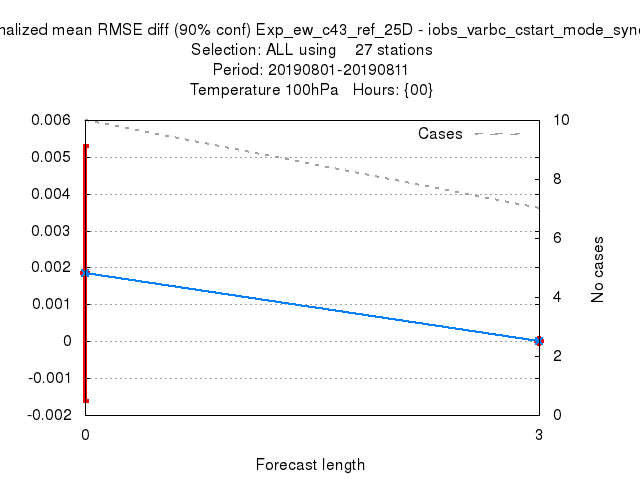 nalized mean RMSE diff (90% conf) Exp_ew_c43_ref_25D - iobs_varbc_cstart_mode_syn
Selection: ALL using 27 stations
Period: 20190801-20190811
Temperature 100hPa Hours: {00}
Cases
0.006
0.005
0.004
0.003
0.002
0.001
0
-0.001
-0.002
10
8
6
4
2
0
No cases
0
3
Forecast length